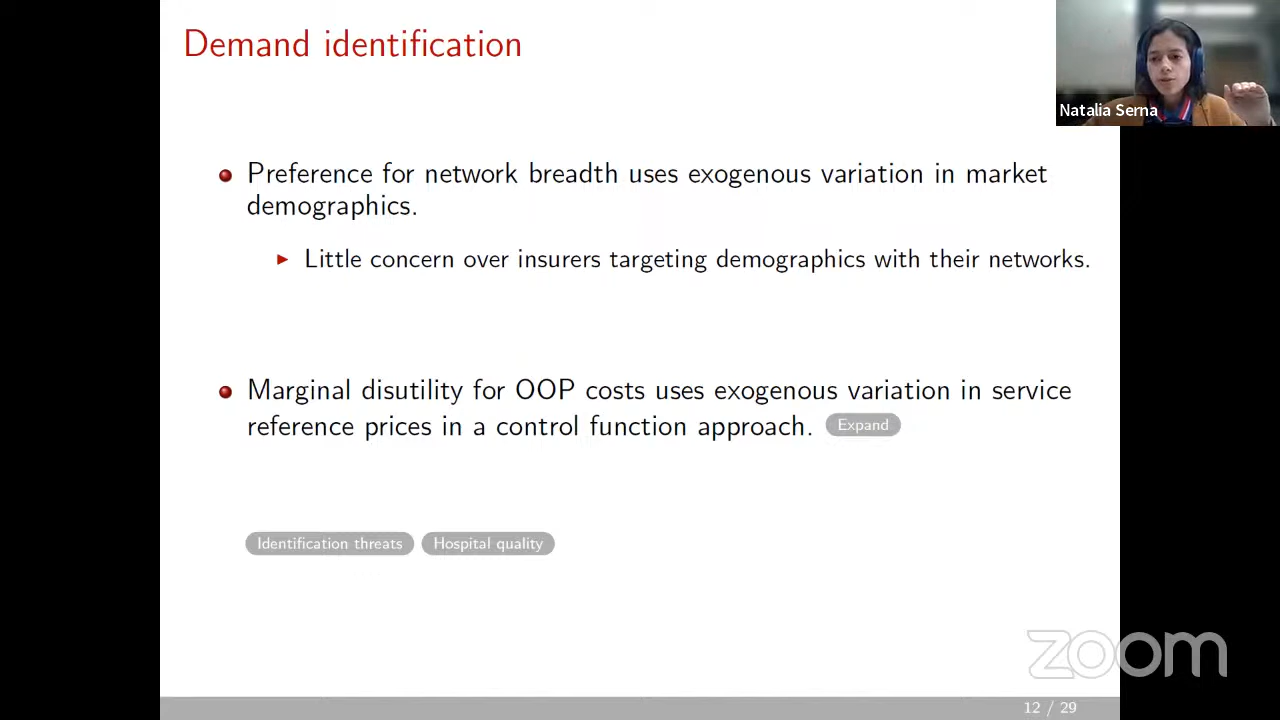 Demand identification
Natalia Serna
Preference for network breadth uses exogenous variation in market
demographics.
Little concern over insurers targeting demographics with their networks.
Marginal disutility for OOP costs uses exogenous variation in service
reference prices in a control function approach. Expand
Identification threats Hospital quality
zoom
12 / 29